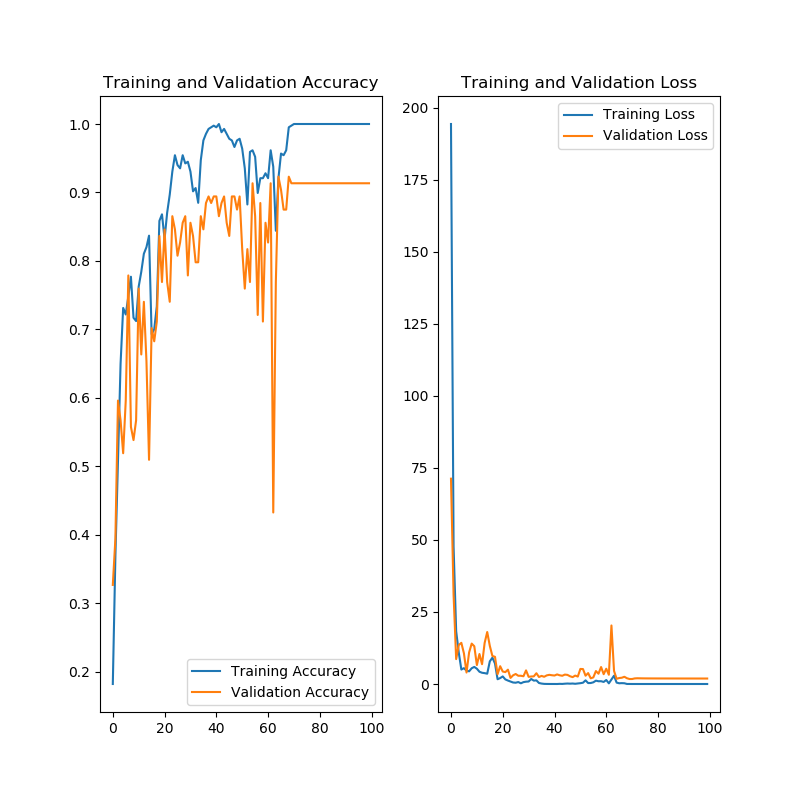 Training and Validation Accuracy
1.0
0.9
0.8
0.7
0.6
0.5
0.4
0.3
0.2
Training Accuracy
Validation Accuracy
0 20 40 60 80 100
Training and Validation Loss
200
175
150
125
100
75
50
25
0
Training Loss
Validation Loss
0 20 40 60 80 100